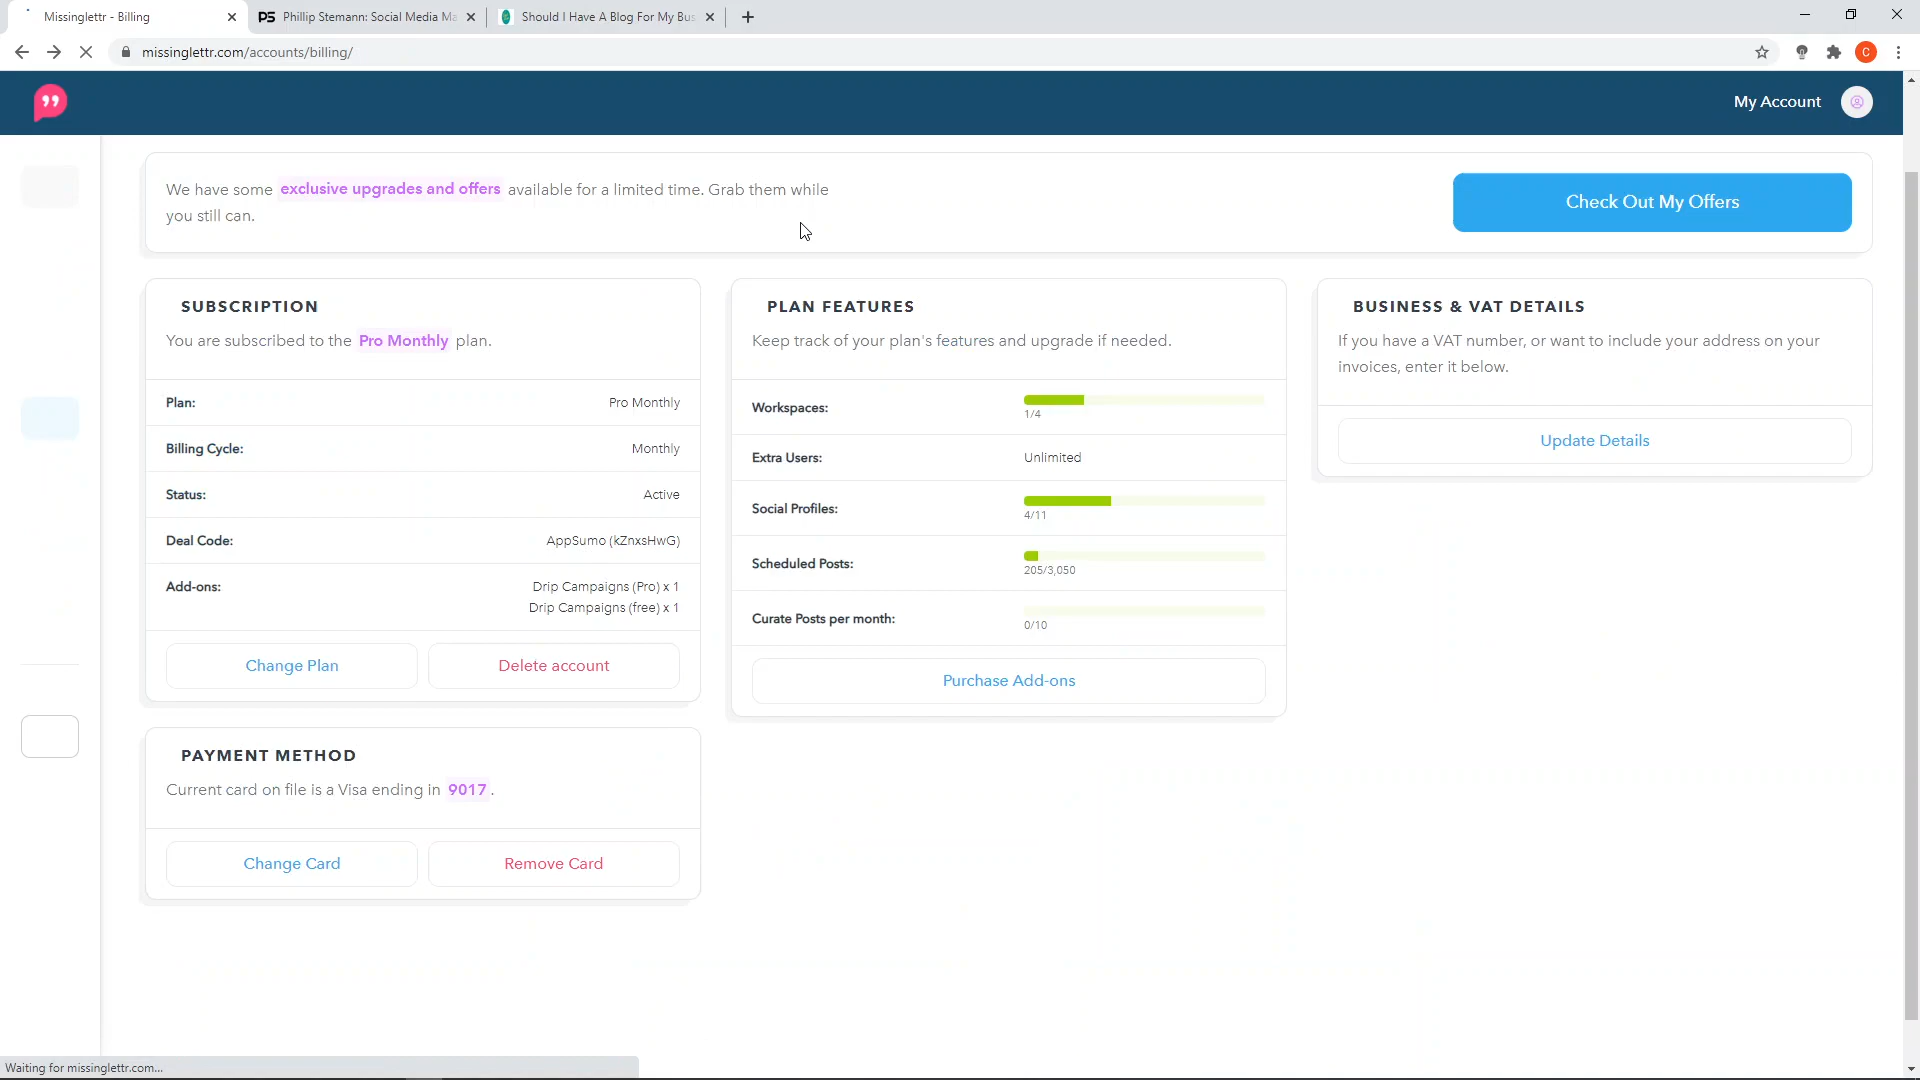 Missinglettr - Billing
PS Phillip Stemann: Social Media Ma
Should I Have A Blog For My Bus
missinglettr.com/accounts/billing/
C
My Account
We have some exclusive upgrades and offers available for a limited time. Grab them while
you still can.
Check Out My Offers
SUBSCRIPTION
You are subscribed to the Pro Monthly plan.
Plan: Pro Monthly
Billing Cycle: Monthly
Status: Active
Deal Code: AppSumo (kZnxsHwG)
Add-ons: Drip Campaigns (Pro) x 1
Drip Campaigns (free) x 1
Change Plan
Delete account
PLAN FEATURES
Keep track of your plan's features and upgrade if needed.
Workspaces:
1/4
Extra Users: Unlimited
Social Profiles:
4/11
Scheduled Posts:
205/3,050
Curate Posts per month:
0/10
Purchase Add-ons
BUSINESS & VAT DETAILS
If you have a VAT number, or want to include your address on your
invoices, enter it below.
Update Details
PAYMENT METHOD
Current card on file is a Visa ending in 9017.
Change Card
Remove Card
Waiting for missinglettr.com...